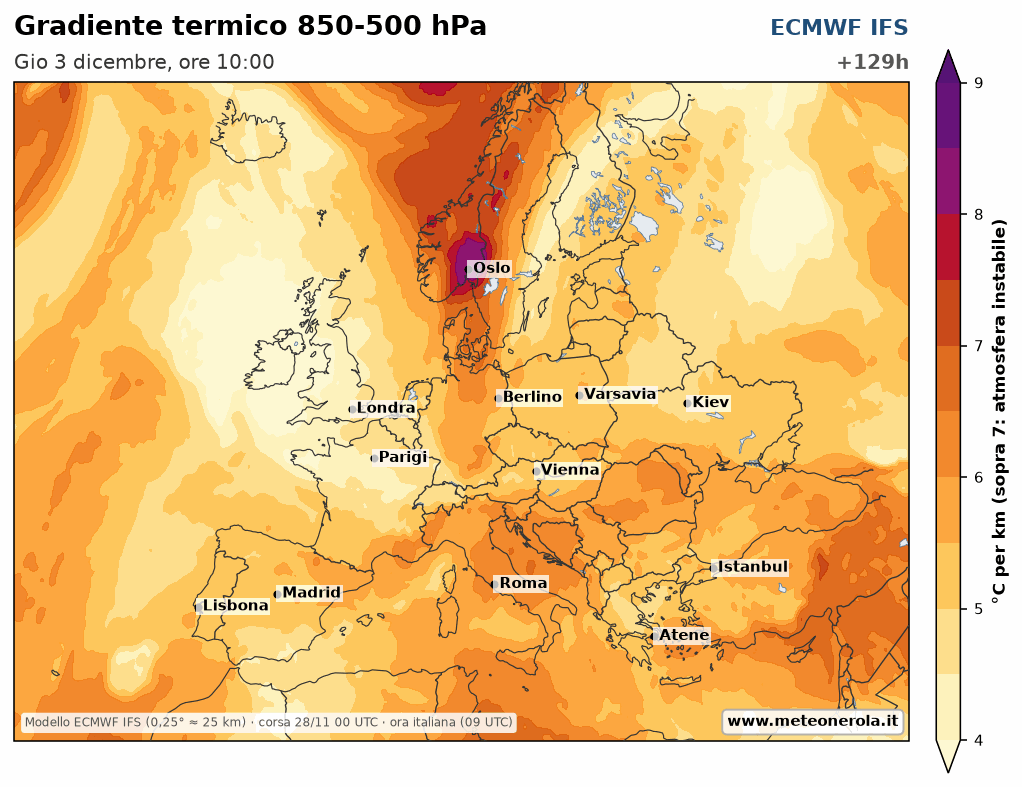 Gradiente termico 850-500 hPa
ECMWF IFS
Gio 3 dicembre, ore 10:00
+129h
Oslo
Londra
Berlino
Varsavia
Kiev
Parigi
Vienna
Istanbul
Roma
Madrid
Lisbona
Atene
Modello ECMWF IFS (0,25° ≈ 25 km) · corsa 28/11 00 UTC · ora italiana (09 UTC)
www.meteonerola.it
9
8
7
6
5
4
°C per km (sopra 7: atmosfera instabile)